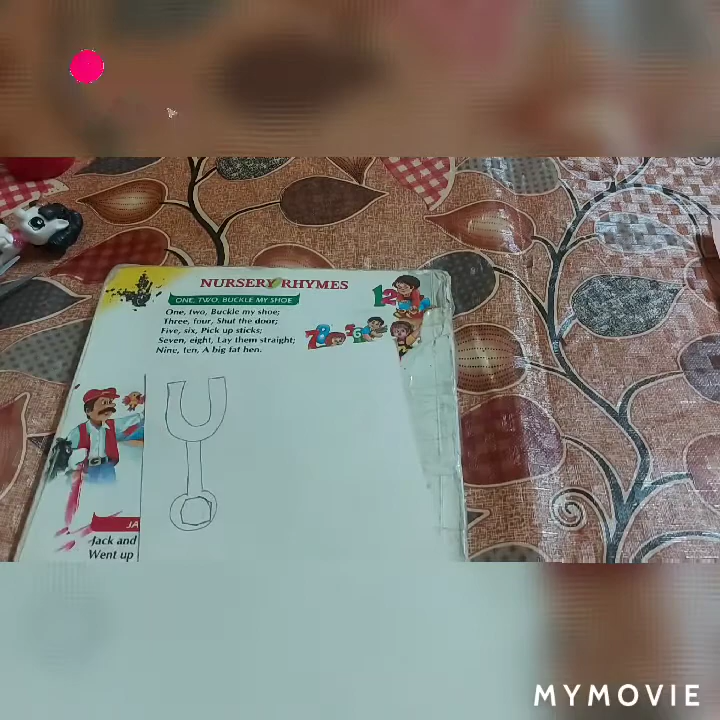 NURSERY RHYMES
ONE, TWO, BUCKLE MY SHOE
One, two, Buckle my shoe;
Three, four, Shut the door;
Five, six, Pick up sticks;
Seven, eight, Lay them straight;
Nine, ten, A big fat hen.
JA
Jack and
Went up
MYMOVIE